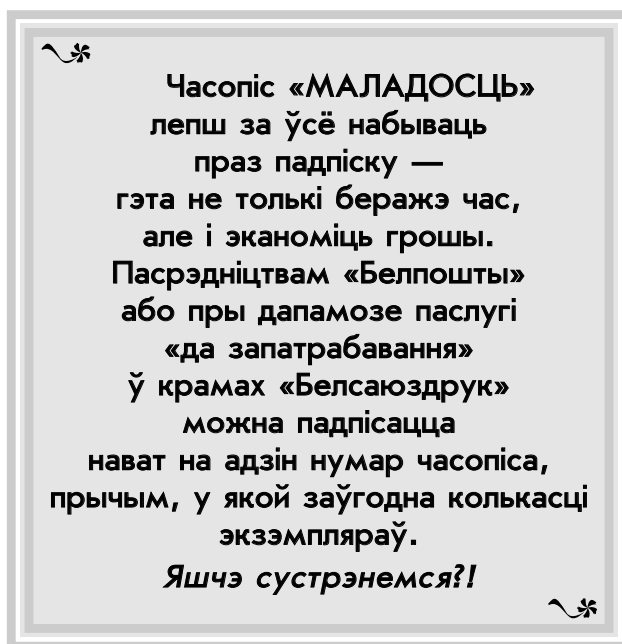 Часопіс «МАЛАДОСЦЬ»
лепш за ўсё набываць
праз падпіску —
гэта не толькі беражэ час,
але і эканоміць грошы.
Пасрэдніцтвам «Белпошты»
або пры дапамозе паслугі
«да запатрабавання»
ў крамах «Белсаюздрук»
можна падпісацца
нават на адзін нумар часопіса,
прычым, у якой заўгодна колькасці
экзэмпляраў.
Яшчэ сустрэнемся?!